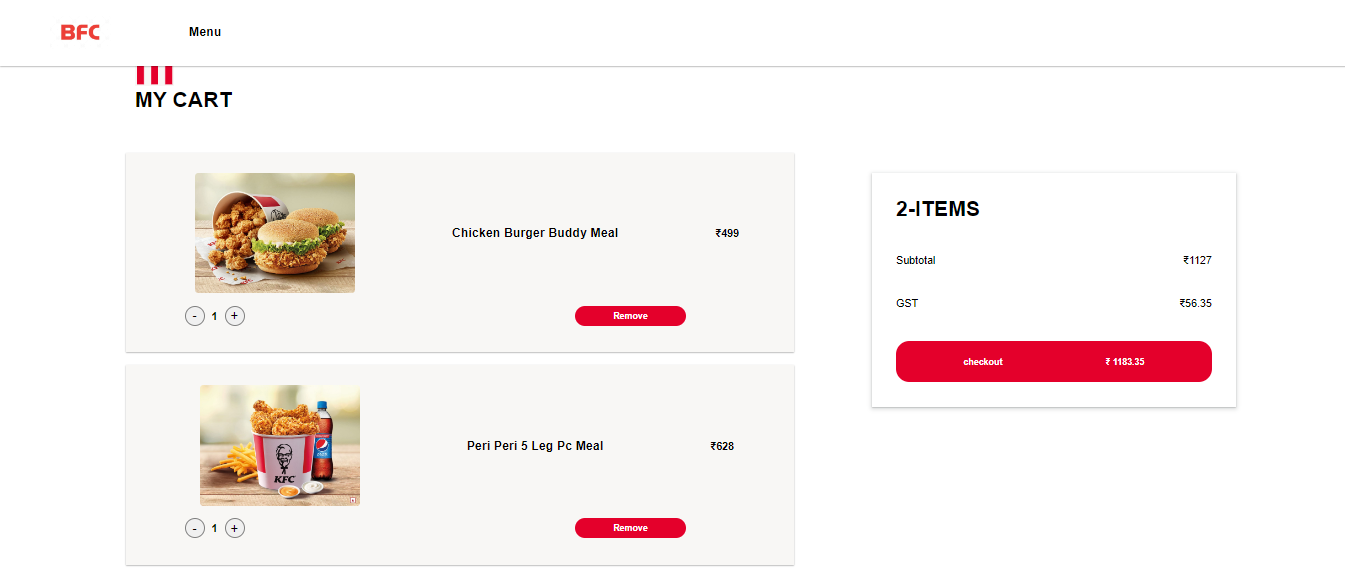 BFC
Menu
MY CART
Chicken Burger Buddy Meal
₹499
- 1 +
Remove
KFC
Peri Peri 5 Leg Pc Meal
₹628
- 1 +
Remove
2-ITEMS
Subtotal
₹1127
GST
₹56.35
checkout
₹ 1183.35